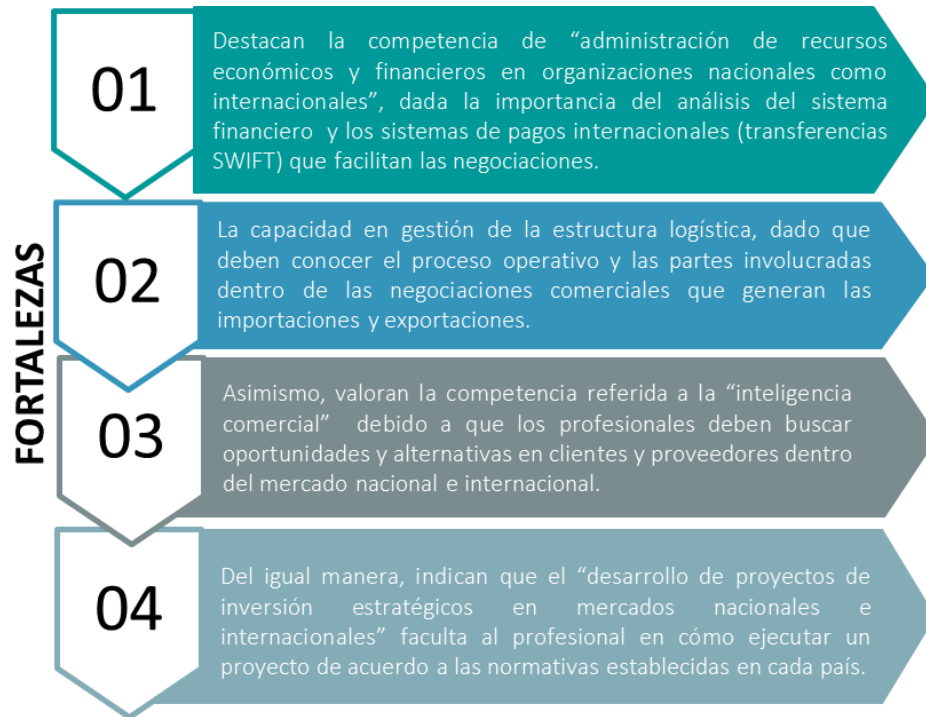 FORTALEZAS
01
Destacan la competencia de “administración de recursos
económicos y financieros en organizaciones nacionales como
internacionales”, dada la importancia del análisis del sistema
financiero y los sistemas de pagos internacionales (transferencias
SWIFT) que facilitan las negociaciones.
02
La capacidad en gestión de la estructura logística, dado que
deben conocer el proceso operativo y las partes involucradas
dentro de las negociaciones comerciales que generan las
importaciones y exportaciones.
03
Asimismo, valoran la competencia referida a la “inteligencia
comercial” debido a que los profesionales deben buscar
oportunidades y alternativas en clientes y proveedores dentro
del mercado nacional e internacional.
04
Del igual manera, indican que el “desarrollo de proyectos de
inversión estratégicos en mercados nacionales e
internacionales” faculta al profesional en cómo ejecutar un
proyecto de acuerdo a las normativas establecidas en cada país.